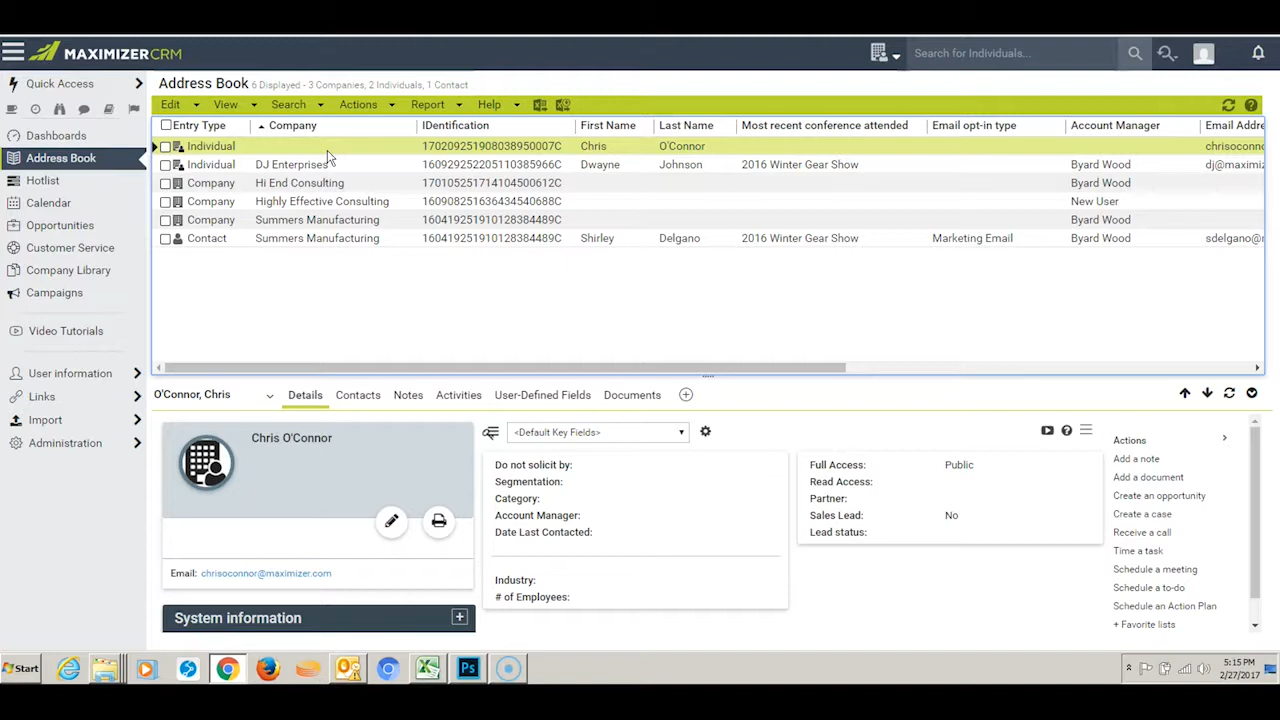 MAXIMIZERCRM
Search for Individuals...
Quick Access
Address Book 6 Displayed - 3 Companies, 2 Individuals, 1 Contact
Edit View Search Actions Report Help
Entry Type Company IDentification First Name Last Name Most recent conference attended Email opt-in type Account Manager Email Addre
Individual 170209251908038950007C Chris O'Connor chrisoconno
Individual DJ Enterprises 160929252205110385966C Dwayne Johnson 2016 Winter Gear Show Byard Wood dj@maximiz
Company Hi End Consulting 170105251714104500612C Byard Wood
Company Highly Effective Consulting 160908251636434540688C New User
Company Summers Manufacturing 160419251910128384489C Byard Wood
Contact Summers Manufacturing 160419251910128384489C Shirley Delgano 2016 Winter Gear Show Marketing Email Byard Wood sdelgano@r
Dashboards
Address Book
Hotlist
Calendar
Opportunities
Customer Service
Company Library
Campaigns
Video Tutorials
User information
Links
Import
Administration
O'Connor, Chris Details Contacts Notes Activities User-Defined Fields Documents
Chris O'Connor
Email: chrisoconnor@maximizer.com
System information
<Default Key Fields>
Do not solicit by:
Segmentation:
Category:
Account Manager:
Date Last Contacted:
Industry:
# of Employees:
Full Access: Public
Read Access:
Partner:
Sales Lead: No
Lead status:
Actions
Add a note
Add a document
Create an opportunity
Create a case
Receive a call
Time a task
Schedule a meeting
Schedule a to-do
Schedule an Action Plan
+ Favorite lists
Start
Ps
5:15 PM
2/27/2017